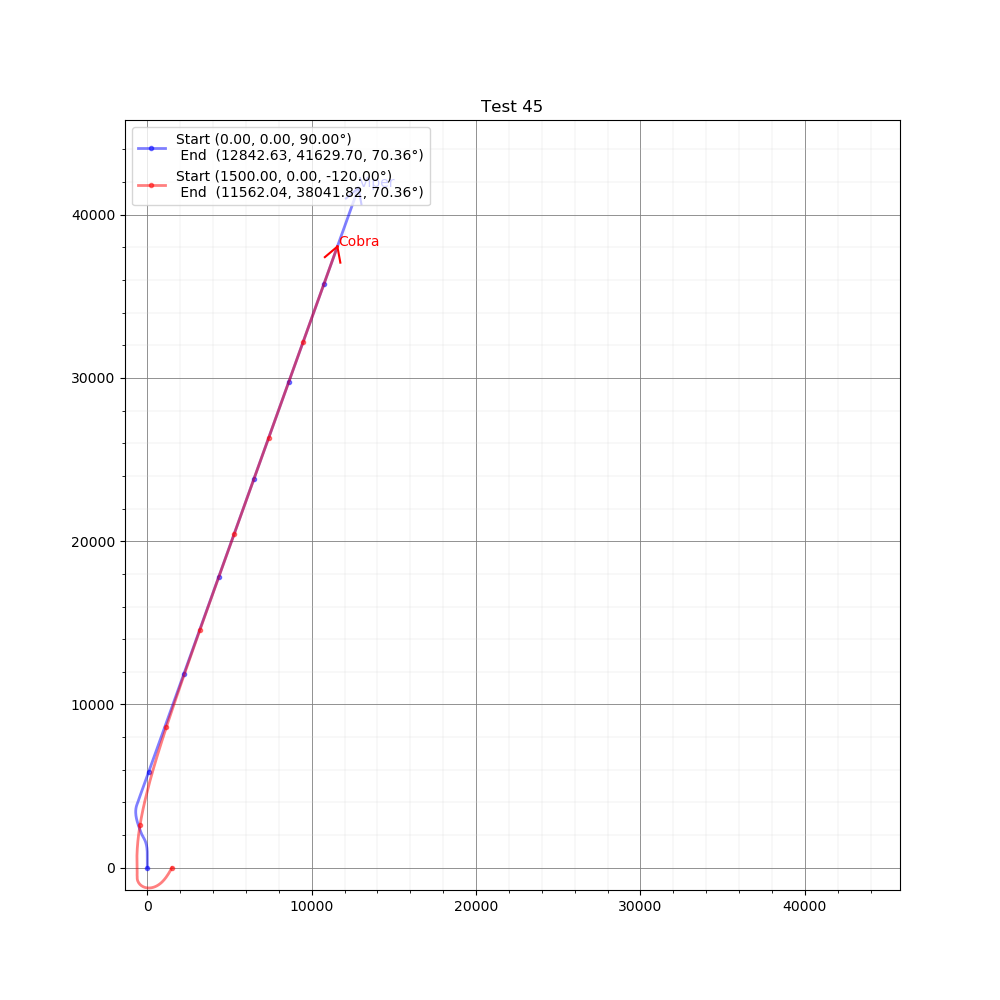 Test 45
Start (0.00, 0.00, 90.00°)
End (12842.63, 41629.70, 70.36°)
Start (1500.00, 0.00, -120.00°)
End (11562.04, 38041.82, 70.36°)
Cobra
40000
30000
20000
10000
0
0 10000 20000 30000 40000